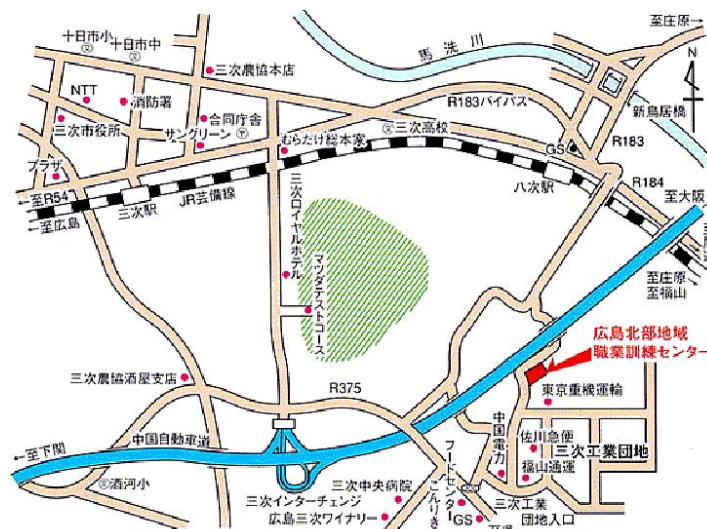 至庄原→
十日市小
十日市中
馬洗川
N
三次農協本店
NTT
消防署
R183バイパス
新鳥居橋
合同庁舎
三次市役所
サングリーン
三次高校
むらたけ総本家
GS
R183
プラザ
R184
八次駅
←至R54
至大阪
三次駅
JR芸備線
←至広島
三次ロイヤルホテル
マツダテストコース
至庄原
至福山
広島北部地域
職業訓練センター
三次農協酒屋支店
R375
東京重機運輸
中国自動車道
←至下関
中国電力
佐川急便
三次工業団地
福山通運
フードセンター
こんりき
酒河小
三次中央病院
三次インターチェンジ
三次工業
団地入口
広島三次ワイナリー
GS